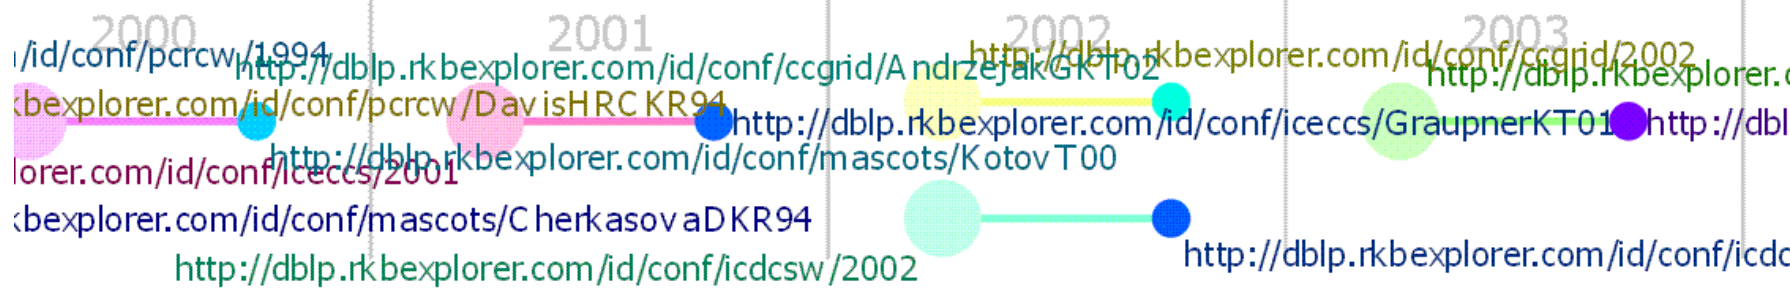 2000 2001 2002 2003
/id/conf/pcrcw/1994
http://dblp.rkbexplorer.com/id/conf/ccgrid/2002
http://dblp.rkbexplorer.com/id/conf/ccgrid/AndrzejakGKT02
http://dblp.rkbexplorer.c
kbexplorer.com/id/conf/pcrcw/DavisHRCKR94
http://dblp.rkbexplorer.com/id/conf/iceccs/GraupnerKT01
http://dbl
http://dblp.rkbexplorer.com/id/conf/mascots/KotovT00
lorer.com/id/conf/iceccs/2001
kbexplorer.com/id/conf/mascots/CherkasovaDKR94
http://dblp.rkbexplorer.com/id/conf/icdc
http://dblp.rkbexplorer.com/id/conf/icdcsw/2002